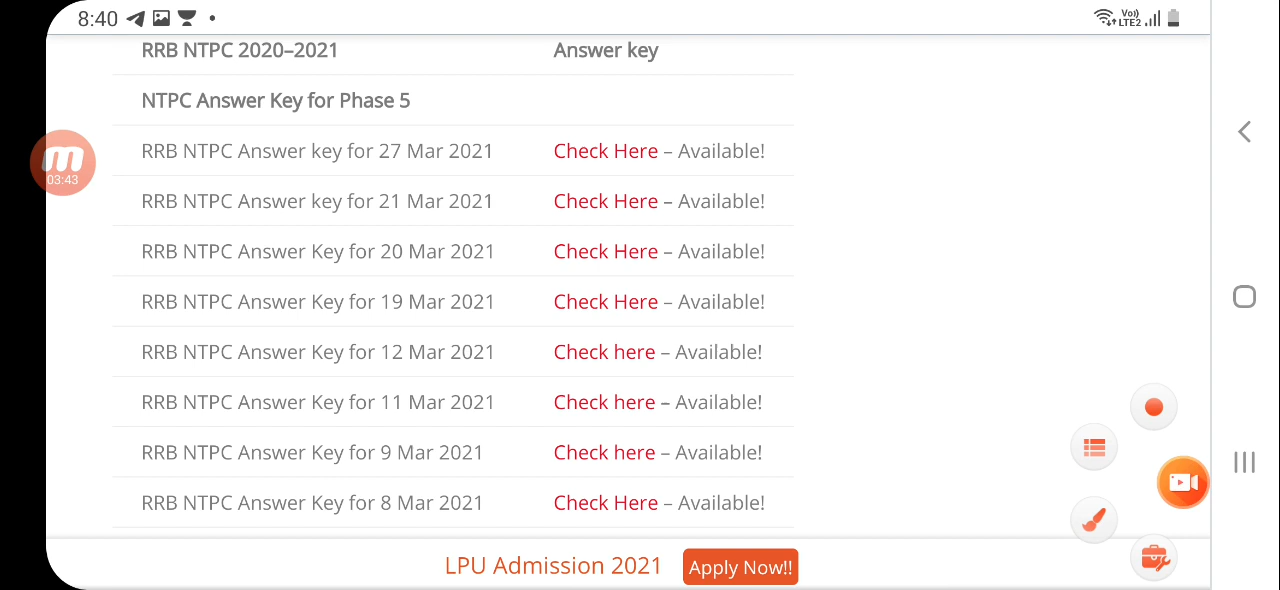 8:40
Vo))
LTE2
RRB NTPC 2020–2021 Answer key
NTPC Answer Key for Phase 5
RRB NTPC Answer key for 27 Mar 2021 Check Here – Available!
m
03:43
RRB NTPC Answer key for 21 Mar 2021 Check Here – Available!
RRB NTPC Answer Key for 20 Mar 2021 Check Here – Available!
RRB NTPC Answer Key for 19 Mar 2021 Check Here – Available!
RRB NTPC Answer Key for 12 Mar 2021 Check here – Available!
RRB NTPC Answer Key for 11 Mar 2021 Check here – Available!
RRB NTPC Answer Key for 9 Mar 2021 Check here – Available!
RRB NTPC Answer Key for 8 Mar 2021 Check Here – Available!
LPU Admission 2021 Apply Now!!